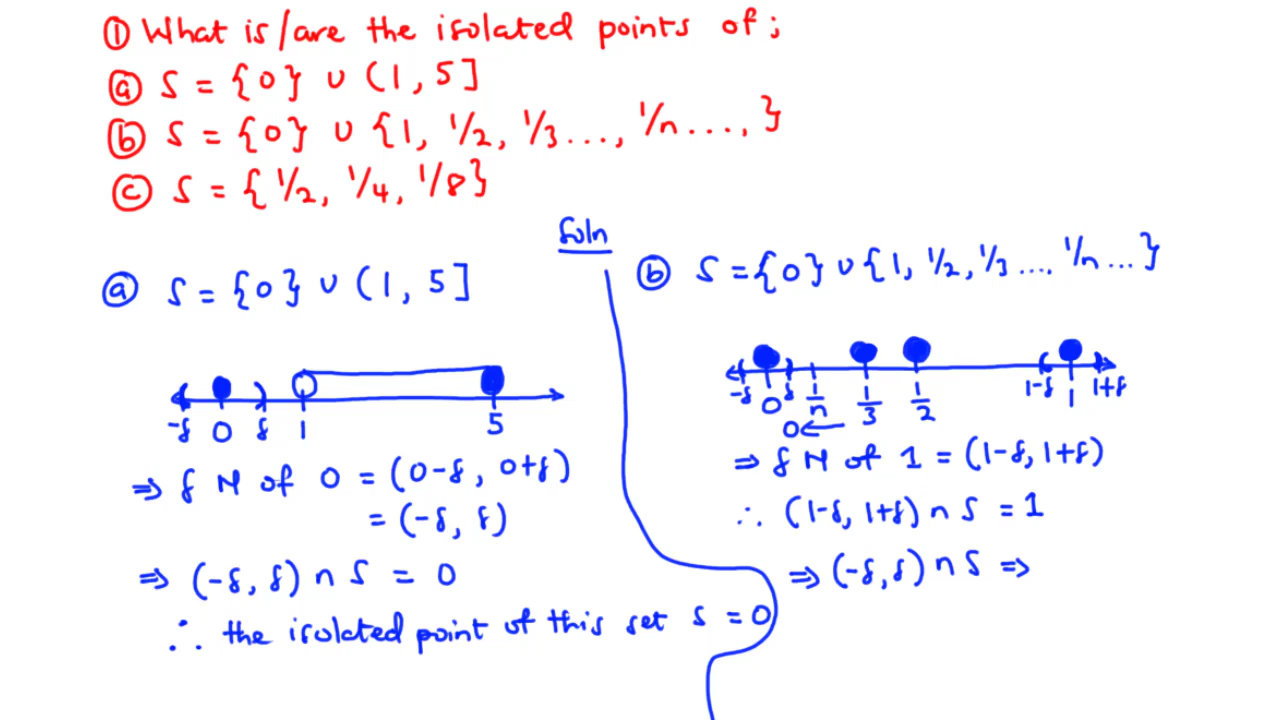 ① What is/are the isolated points of;
ⓐ S = {0} ∪ (1, 5]
ⓑ S = {0} ∪ {1, 1/2, 1/3 ..., 1/n ..., }
ⓒ S = {1/2, 1/4, 1/8}
Soln
ⓐ S = {0} ∪ (1, 5]
-δ 0 δ 1 5
⇒ δ N of 0 = (0-δ, 0+δ)
= (-δ, δ)
⇒ (-δ, δ) ∩ S = 0
∴ the isolated point of this set S = 0
ⓑ S = {0} ∪ {1, 1/2, 1/3 ..., 1/n ... }
-δ 0 δ 1/n 1/3 1/2 1-δ 1 1+δ
0 ←
⇒ δ N of 1 = (1-δ, 1+δ)
∴ (1-δ, 1+δ) ∩ S = 1
⇒ (-δ, δ) ∩ S ⇒